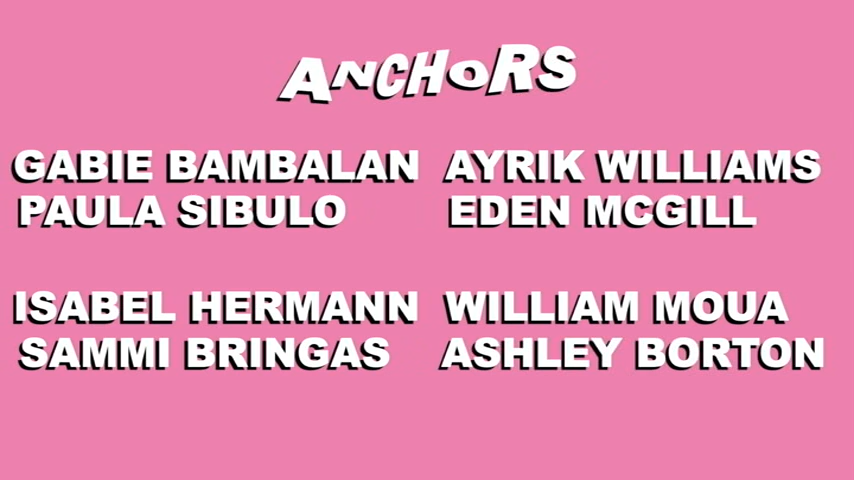 ANCHORS
GABIE BAMBALAN
PAULA SIBULO
AYRIK WILLIAMS
EDEN MCGILL
ISABEL HERMANN
SAMMI BRINGAS
WILLIAM MOUA
ASHLEY BORTON